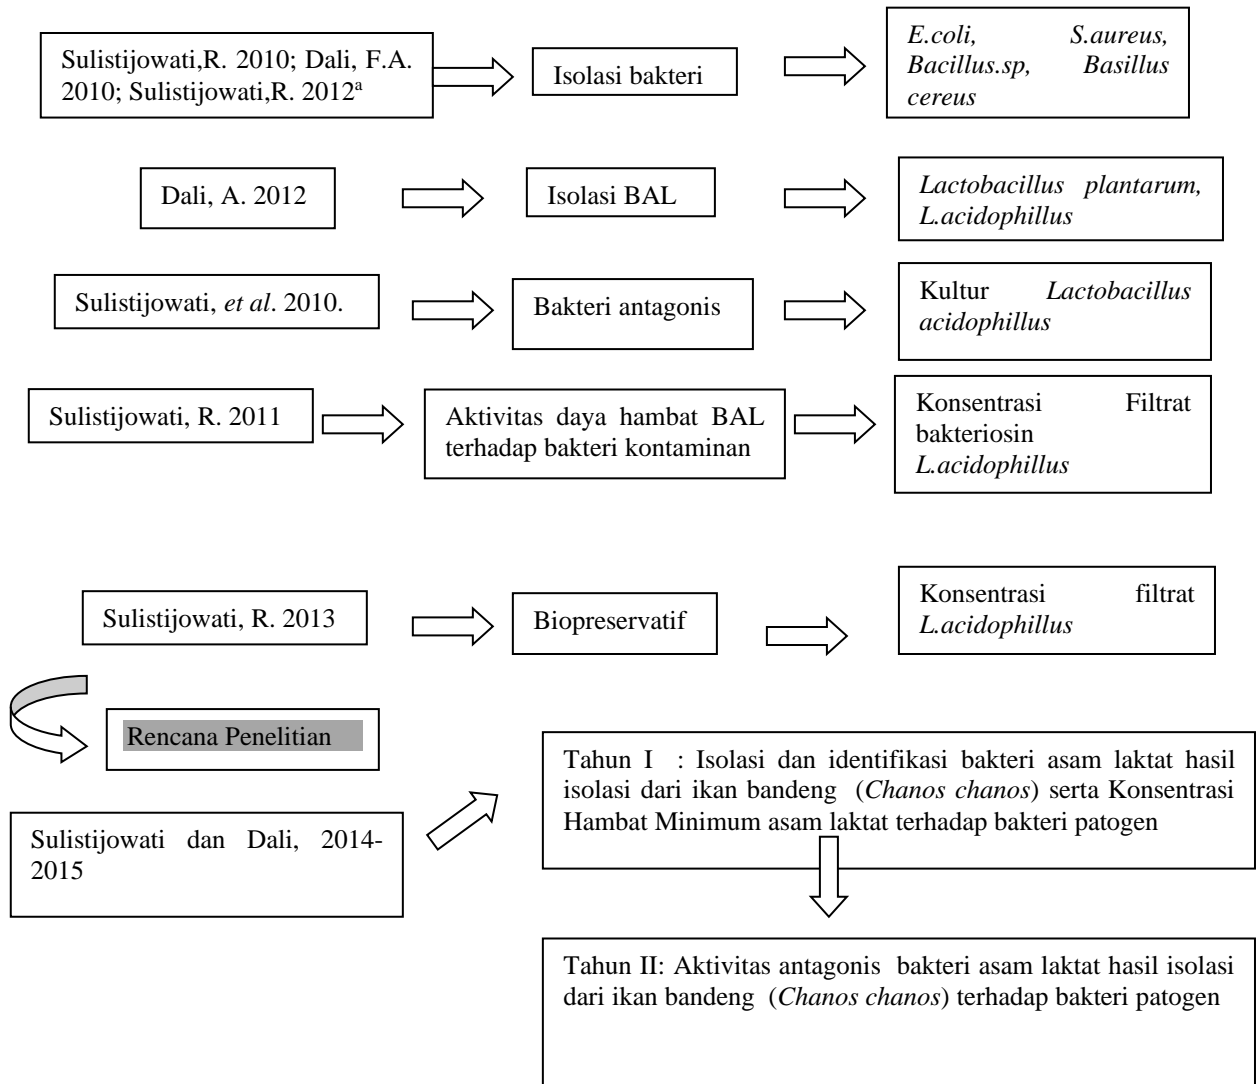 Sulistijowati,R. 2010; Dali, F.A.
2010; Sulistijowati,R. 2012ᵃ
Isolasi bakteri
E.coli, S.aureus,
Bacillus.sp, Basillus
cereus
Dali, A. 2012
Isolasi BAL
Lactobacillus plantarum,
L.acidophillus
Sulistijowati, et al. 2010.
Bakteri antagonis
Kultur Lactobacillus
acidophillus
Sulistijowati, R. 2011
Aktivitas daya hambat BAL
terhadap bakteri kontaminan
Konsentrasi Filtrat
bakteriosin
L.acidophillus
Sulistijowati, R. 2013
Biopreservatif
Konsentrasi filtrat
L.acidophillus
Rencana Penelitian
Sulistijowati dan Dali, 2014-
2015
Tahun I : Isolasi dan identifikasi bakteri asam laktat hasil
isolasi dari ikan bandeng (Chanos chanos) serta Konsentrasi
Hambat Minimum asam laktat terhadap bakteri patogen
Tahun II: Aktivitas antagonis bakteri asam laktat hasil isolasi
dari ikan bandeng (Chanos chanos) terhadap bakteri patogen